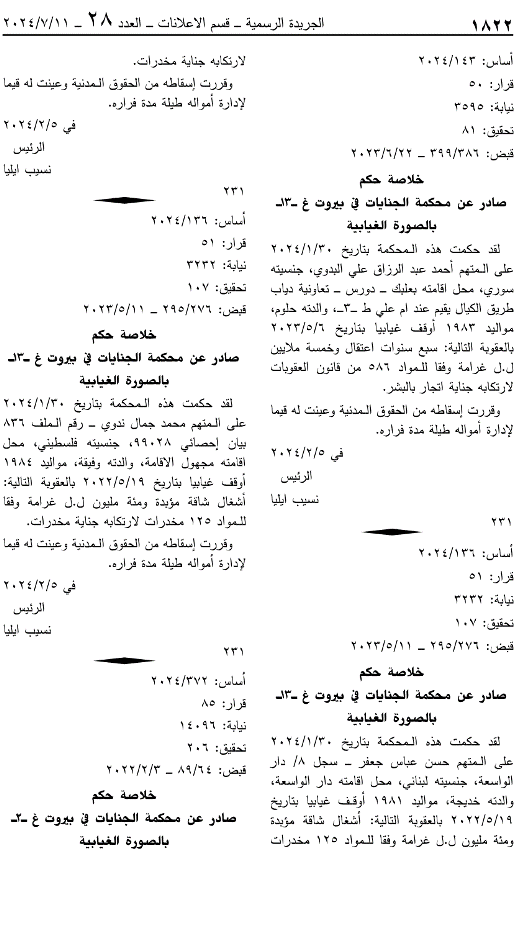 ١٨٢٢
الجريدة الرسمية ــ قسم الاعلانات ــ العدد ٢٨ ــ ٢٠٢٤/٧/١١
أساس: ٢٠٢٤/١٤٣
قرار: ٥٠
نيابة: ٣٥٩٥
تحقيق: ٨١
قبض: ٣٩٩/٣٨٦ ــ ٢٠٢٣/٦/٢٢
خلاصة حكم
صادر عن محكمة الجنايات في بيروت غ ــ١٣ــ
بالصورة الغيابية
لقد حكمت هذه المحكمة بتاريخ ٢٠٢٤/١/٣٠
على المتهم أحمد عبد الرزاق علي البدوي، جنسيته
سوري، محل اقامته بعلبك ــ دورس ــ تعاونية دياب
طريق الكيال يقيم عند ام علي ط ــ٣ــ، والدته حلوم،
مواليد ١٩٨٣ أوقف غيابيا بتاريخ ٢٠٢٣/٥/٦
بالعقوبة التالية: سبع سنوات اعتقال وخمسة ملايين
ل.ل غرامة وفقا للمواد ٥٨٦ من قانون العقوبات
لارتكابه جناية اتجار بالبشر.
وقررت إسقاطه من الحقوق المدنية وعينت له قيما
لإدارة أمواله طيلة مدة فراره.
في ٢٠٢٤/٢/٥
الرئيس
نسيب ايليا
٢٣١
أساس: ٢٠٢٤/١٣٦
قرار: ٥١
نيابة: ٣٢٣٢
تحقيق: ١٠٧
قبض: ٢٩٥/٢٧٦ ــ ٢٠٢٣/٥/١١
خلاصة حكم
صادر عن محكمة الجنايات في بيروت غ ــ١٣ــ
بالصورة الغيابية
لقد حكمت هذه المحكمة بتاريخ ٢٠٢٤/١/٣٠
على المتهم حسن عباس جعفر ــ سجل ٨/ دار
الواسعة، جنسيته لبناني، محل اقامته دار الواسعة،
والدته خديجة، مواليد ١٩٨١ أوقف غيابيا بتاريخ
٢٠٢٢/٥/١٩ بالعقوبة التالية: أشغال شاقة مؤبدة
ومئة مليون ل.ل غرامة وفقا للمواد ١٢٥ مخدرات
لارتكابه جناية مخدرات.
وقررت إسقاطه من الحقوق المدنية وعينت له قيما
لإدارة أمواله طيلة مدة فراره.
في ٢٠٢٤/٢/٥
الرئيس
نسيب ايليا
٢٣١
أساس: ٢٠٢٤/١٣٦
قرار: ٥١
نيابة: ٣٢٣٢
تحقيق: ١٠٧
قبض: ٢٩٥/٢٧٦ ــ ٢٠٢٣/٥/١١
خلاصة حكم
صادر عن محكمة الجنايات في بيروت غ ــ١٣ــ
بالصورة الغيابية
لقد حكمت هذه المحكمة بتاريخ ٢٠٢٤/١/٣٠
على المتهم محمد جمال ندوي ــ رقم الملف ٨٣٦
بيان إحصائي ٩٩٠٢٨، جنسيته فلسطيني، محل
اقامته مجهول الاقامة، والدته وفيقة، مواليد ١٩٨٤
أوقف غيابيا بتاريخ ٢٠٢٢/٥/١٩ بالعقوبة التالية:
أشغال شاقة مؤبدة ومئة مليون ل.ل غرامة وفقا
للمواد ١٢٥ مخدرات لارتكابه جناية مخدرات.
وقررت إسقاطه من الحقوق المدنية وعينت له قيما
لإدارة أمواله طيلة مدة فراره.
في ٢٠٢٤/٢/٥
الرئيس
نسيب ايليا
٢٣١
أساس: ٢٠٢٤/٣٧٢
قرار: ٨٥
نيابة: ١٤٠٩٦
تحقيق: ٢٠٦
قبض: ٨٩/٦٤ ــ ٢٠٢٢/٢/٣
خلاصة حكم
صادر عن محكمة الجنايات في بيروت غ ــ٢ــ
بالصورة الغيابية